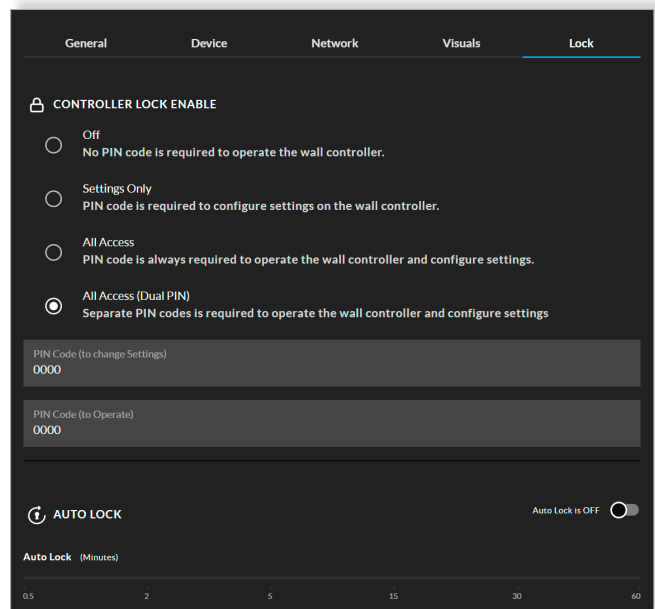 General Device Network Visuals Lock
CONTROLLER LOCK ENABLE
Off
No PIN code is required to operate the wall controller.
Settings Only
PIN code is required to configure settings on the wall controller.
All Access
PIN code is always required to operate the wall controller and configure settings.
All Access (Dual PIN)
Separate PIN codes is required to operate the wall controller and configure settings
PIN Code (to change Settings)
0000
PIN Code (to Operate)
0000
AUTO LOCK Auto Lock is OFF
Auto Lock (Minutes)
0.5 2 5 15 30 60